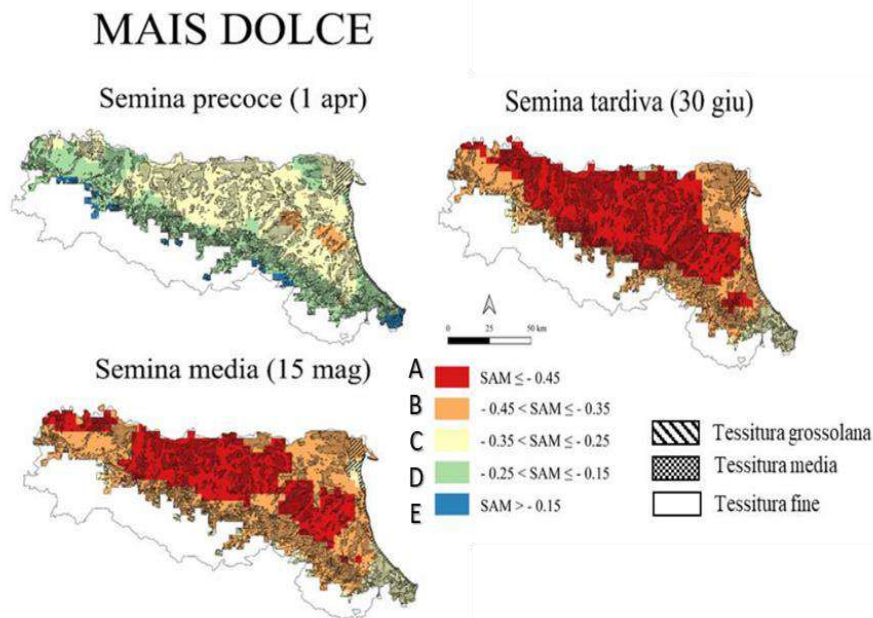 MAIS DOLCE
Semina precoce (1 apr)
Semina tardiva (30 giu)
0 25 50 km
Semina media (15 mag)
A SAM ≤ - 0.45
B - 0.45 < SAM ≤ - 0.35
C - 0.35 < SAM ≤ - 0.25
D - 0.25 < SAM ≤ - 0.15
E SAM > - 0.15
Tessitura grossolana
Tessitura media
Tessitura fine